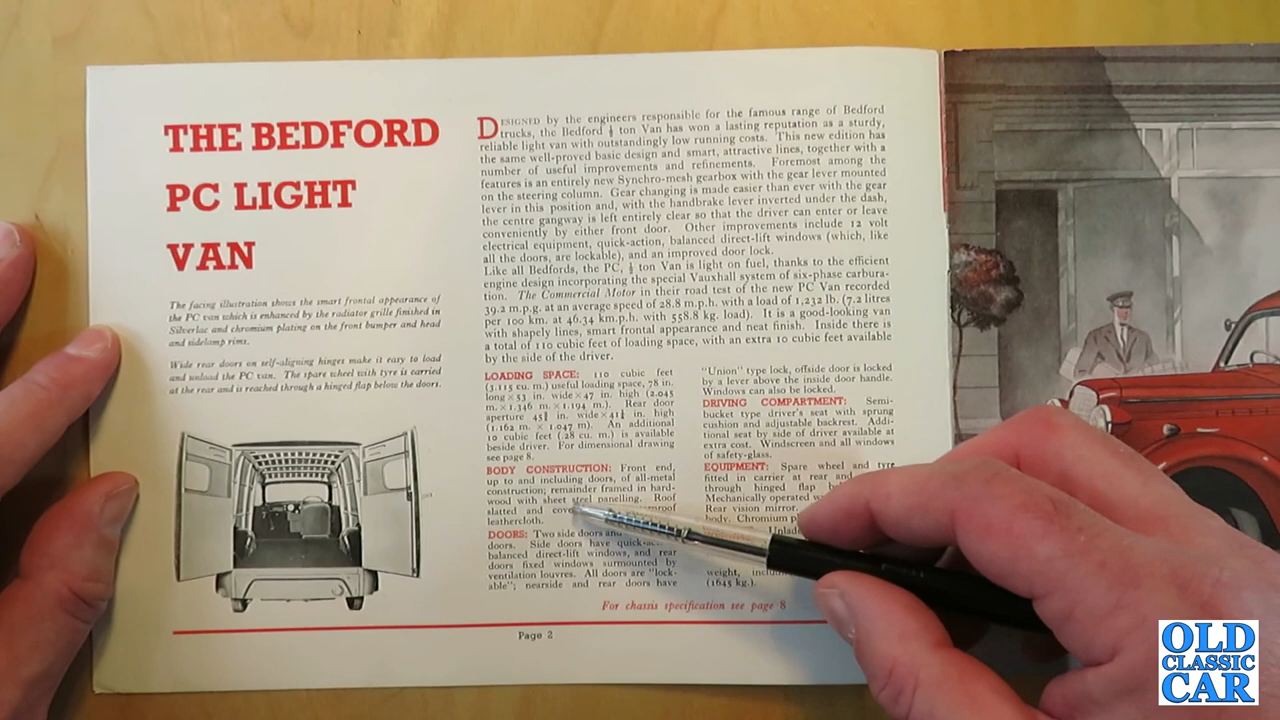 THE BEDFORD
PC LIGHT
VAN
The facing illustration shows the smart frontal appearance of
the PC van which is enhanced by the radiator grille finished in
Silverlac and chromium plating on the front bumper and head
and sidelamp rims.
Wide rear doors on self-aligning hinges make it easy to load
and unload the PC van. The spare wheel with tyre is carried
at the rear and is reached through a hinged flap below the doors.
DESIGNED by the engineers responsible for the famous range of Bedford
trucks, the Bedford ½ ton Van has won a lasting reputation as a sturdy,
reliable light van with outstandingly low running costs. This new edition has
the same well-proved basic design and smart, attractive lines, together with a
number of useful improvements and refinements. Foremost among the
features is an entirely new Synchro-mesh gearbox with the gear lever mounted
on the steering column. Gear changing is made easier than ever with the gear
lever in this position and, with the handbrake lever inverted under the dash,
the centre gangway is left entirely clear so that the driver can enter or leave
conveniently by either front door. Other improvements include 12 volt
electrical equipment, quick-action, balanced direct-lift windows (which, like
all the doors, are lockable), and an improved door lock.
Like all Bedfords, the PC, ½ ton Van is light on fuel, thanks to the efficient
engine design incorporating the special Vauxhall system of six-phase carbura-
tion. The Commercial Motor in their road test of the new PC Van recorded
39.2 m.p.g. at an average speed of 28.8 m.p.h. with a load of 1,232 lb. (7.2 litres
per 100 km. at 46.34 km.p.h. with 558.8 kg. load). It is a good-looking van
with shapely lines, smart frontal appearance and neat finish. Inside there is
a total of 110 cubic feet of loading space, with an extra 10 cubic feet available
by the side of the driver.
LOADING SPACE: 110 cubic feet
(3.115 cu. m.) useful loading space, 78 in.
long × 53 in. wide × 47 in. high (2.045
m. × 1.346 m. × 1.194 m.). Rear door
aperture 45¾ in. wide × 41¼ in. high
(1.162 m. × 1.047 m). An additional
10 cubic feet (.28 cu. m.) is available
beside driver. For dimensional drawing
see page 8.
BODY CONSTRUCTION: Front end,
up to and including doors, of all-metal
construction; remainder framed in hard-
wood with sheet steel panelling. Roof
slatted and
leathercloth.
DOORS: Two side doors and
doors. Side doors have
balanced direct-lift windows, and rear
doors fixed windows surmounted by
ventilation louvres. All doors are "lock-
able"; nearside and rear doors have
"Union" type lock, offside door is locked
by a lever above the inside door handle.
Windows can also be locked.
DRIVING COMPARTMENT: Semi-
bucket type driver's seat with sprung
cushion and adjustable backrest. Addi-
tional seat by side of driver available at
extra cost. Windscreen and all windows
of safety-glass.
EQUIPMENT: Spare wheel and tyre
fitted in carrier at rear and
through hinged flap
Mechanically operated
Rear vision mirror.
body. Chromium
weight,
(1645 kg.).
For chassis specification see page 8
Page 2
OLD
CLASSIC
CAR